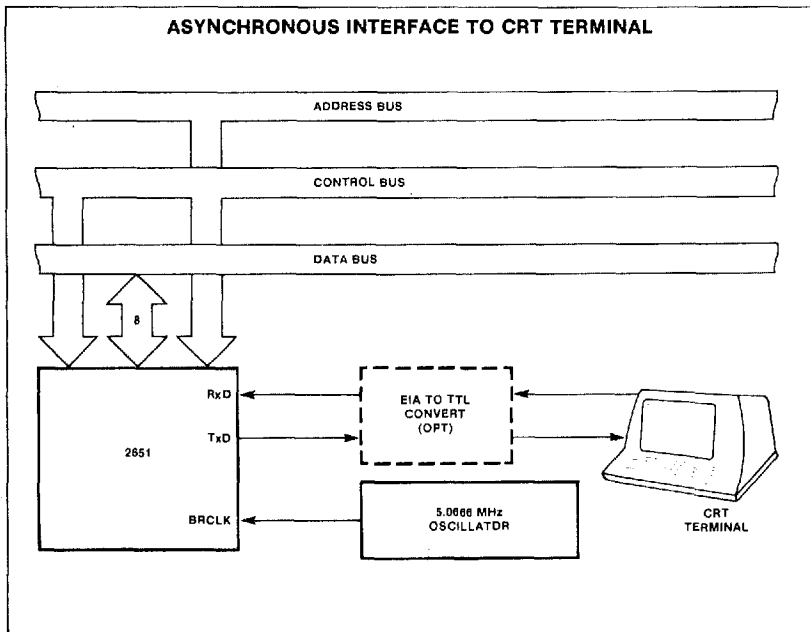 ASYNCHRONOUS INTERFACE TO CRT TERMINAL
ADDRESS BUS
CONTROL BUS
DATA BUS
8
RxD
EIA TO TTL
CONVERT
(OPT)
TxD
2651
BRCLK
5.0666 MHz
OSCILLATOR
CRT
TERMINAL